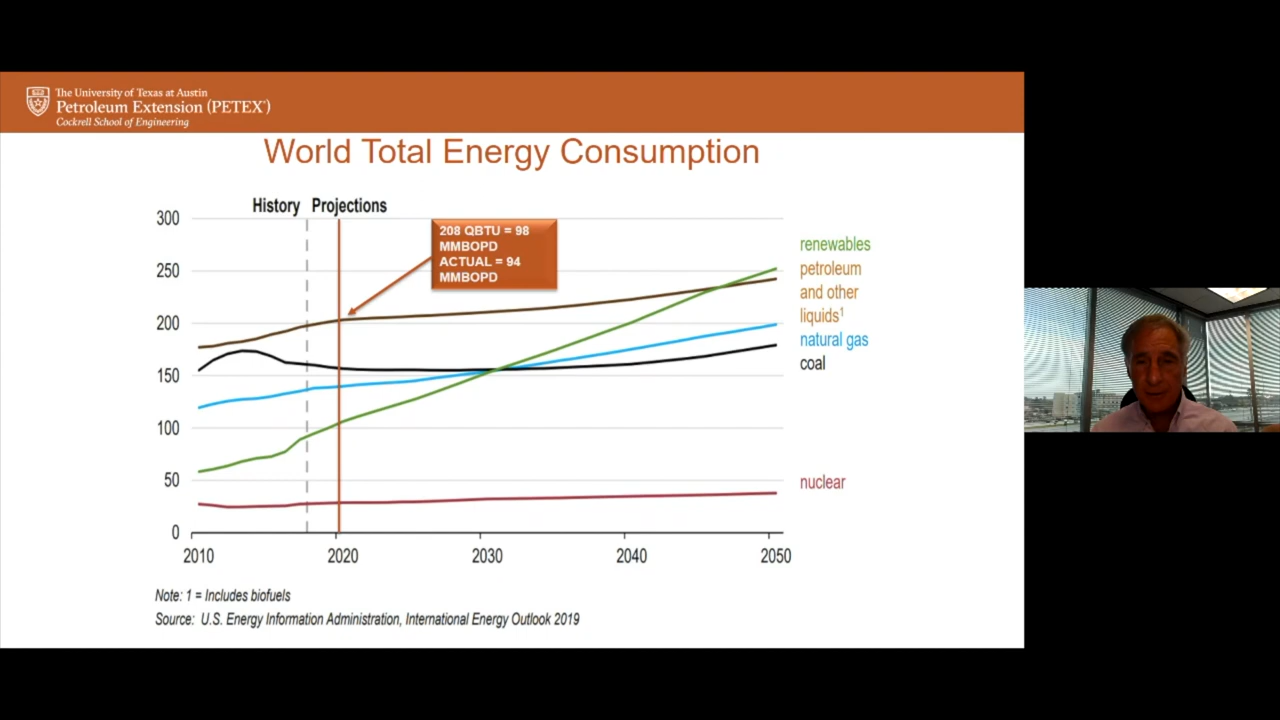 The University of Texas at Austin
Petroleum Extension (PETEX®)
Cockrell School of Engineering
World Total Energy Consumption
History Projections
300
250
200
150
100
50
0
208 QBTU = 98
MMBOPD
ACTUAL = 94
MMBOPD
renewables
petroleum
and other
liquids¹
natural gas
coal
nuclear
2010 2020 2030 2040 2050
Note: 1 = Includes biofuels
Source: U.S. Energy Information Administration, International Energy Outlook 2019